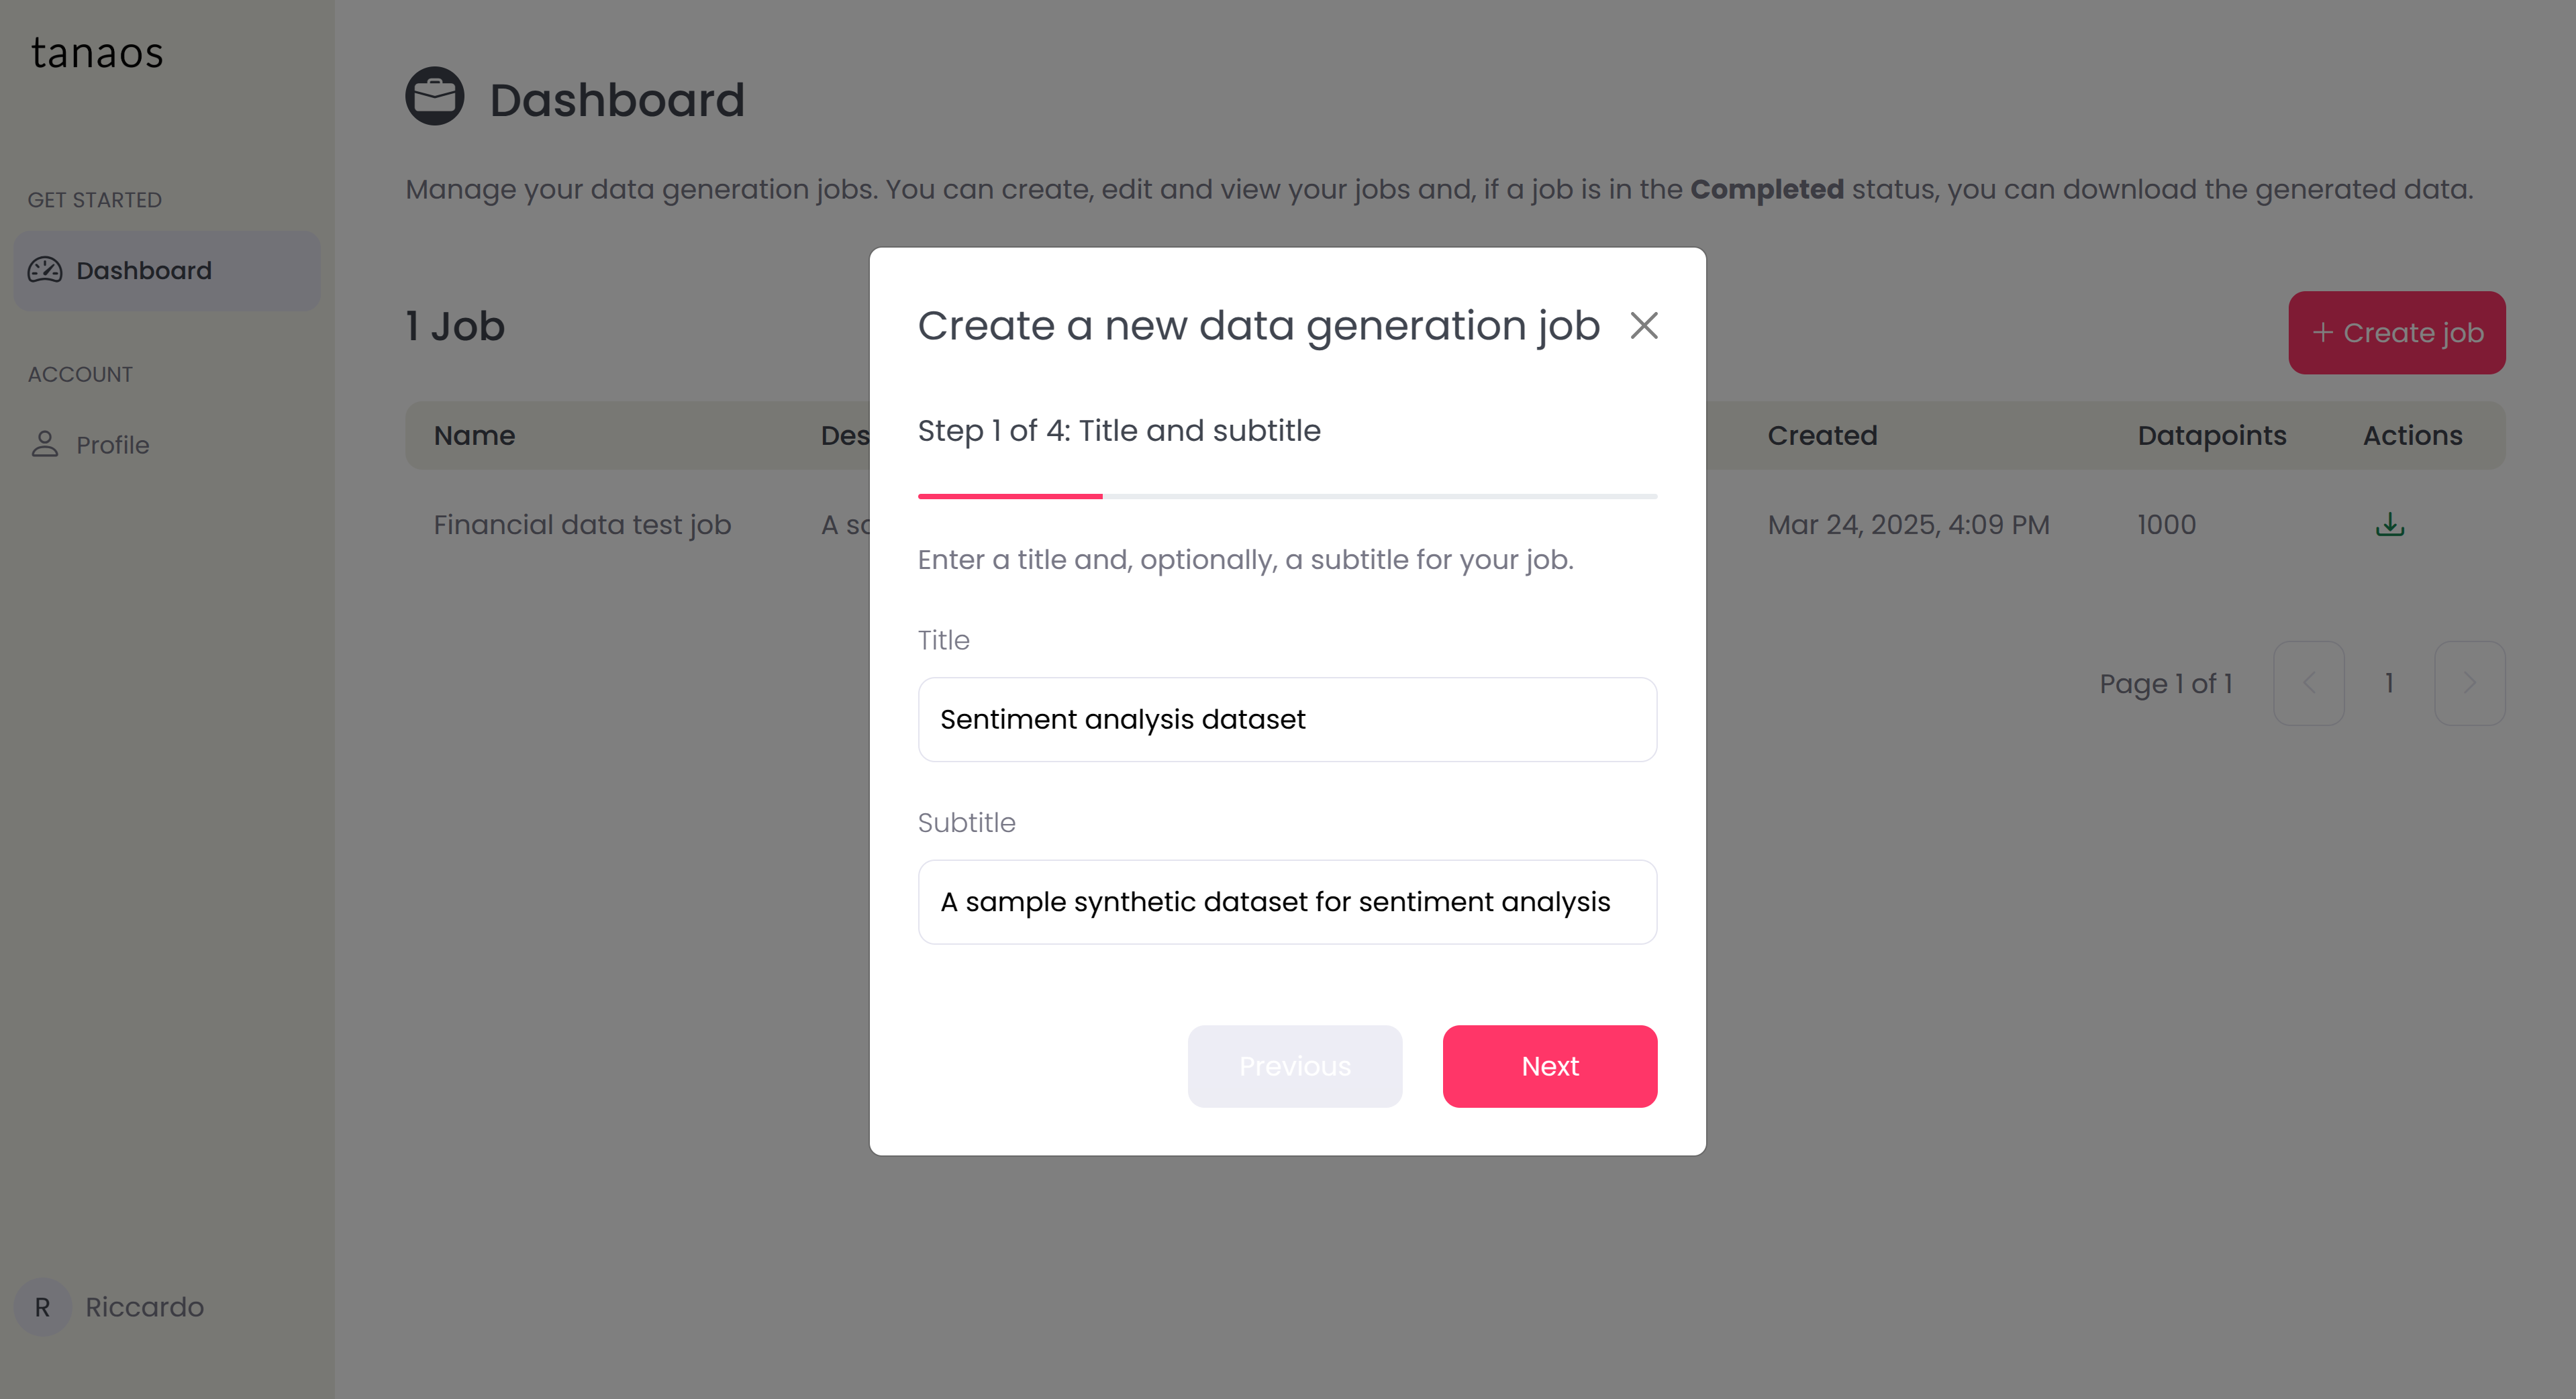 tanaos
GET STARTED
Dashboard
ACCOUNT
Profile
R Riccardo
Dashboard
Manage your data generation jobs. You can create, edit and view your jobs and, if a job is in the Completed status, you can download the generated data.
1 Job
+ Create job
Name Created Datapoints Actions
Financial data test job A Mar 24, 2025, 4:09 PM 1000
Page 1 of 1 1
Create a new data generation job
Step 1 of 4: Title and subtitle
Enter a title and, optionally, a subtitle for your job.
Title
Sentiment analysis dataset
Subtitle
A sample synthetic dataset for sentiment analysis
Previous Next